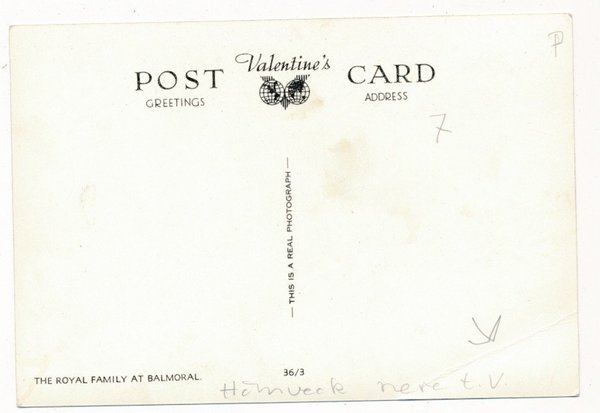 P
Valentine's
POST CARD
GREETINGS ADDRESS
7
— THIS IS A REAL PHOTOGRAPH —
THE ROYAL FAMILY AT BALMORAL.
36/3
t.V.